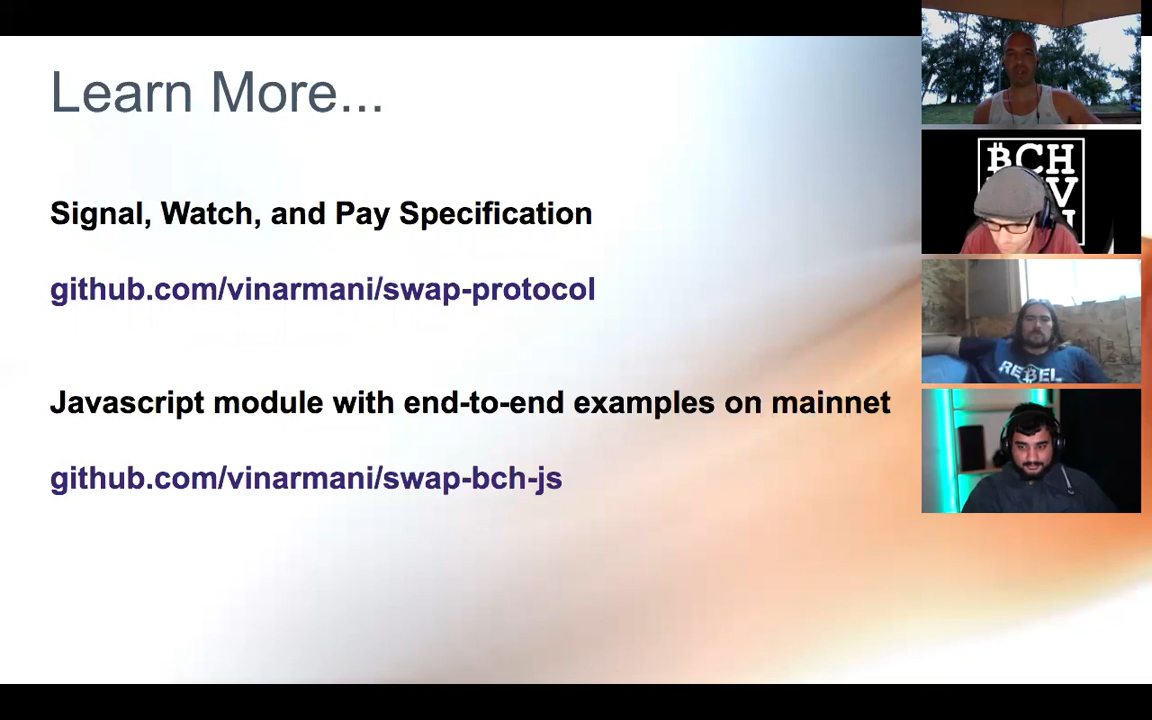 Learn More...
Signal, Watch, and Pay Specification
github.com/vinarmani/swap-protocol
Javascript module with end-to-end examples on mainnet
github.com/vinarmani/swap-bch-js
BCH
REBEL